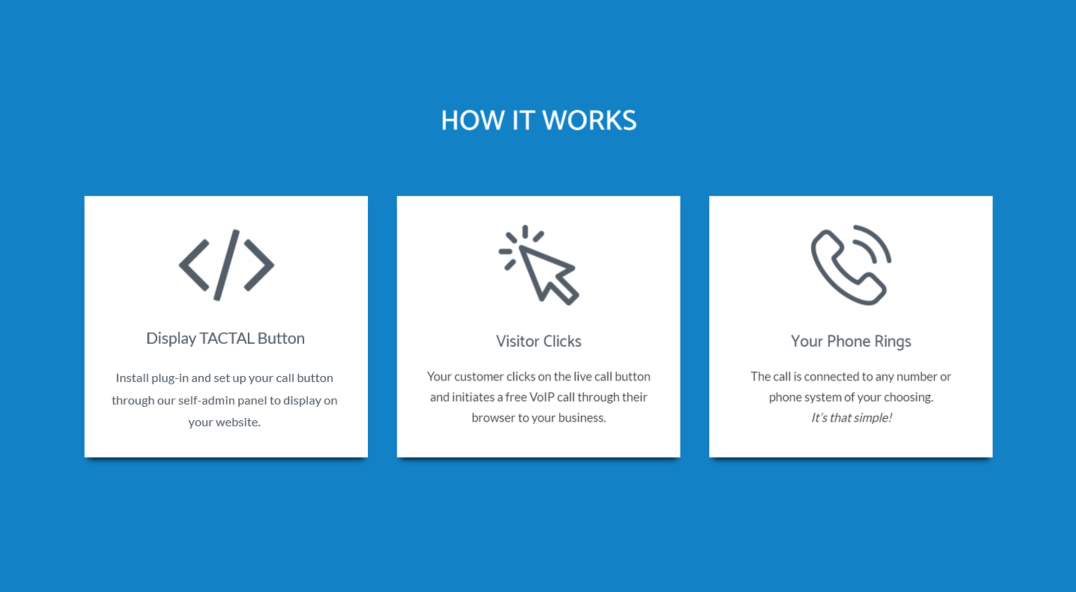 HOW IT WORKS
Display TACTAL Button
Install plug-in and set up your call button
through our self-admin panel to display on
your website.
Visitor Clicks
Your customer clicks on the live call button
and initiates a free VoIP call through their
browser to your business.
Your Phone Rings
The call is connected to any number or
phone system of your choosing.
It's that simple!